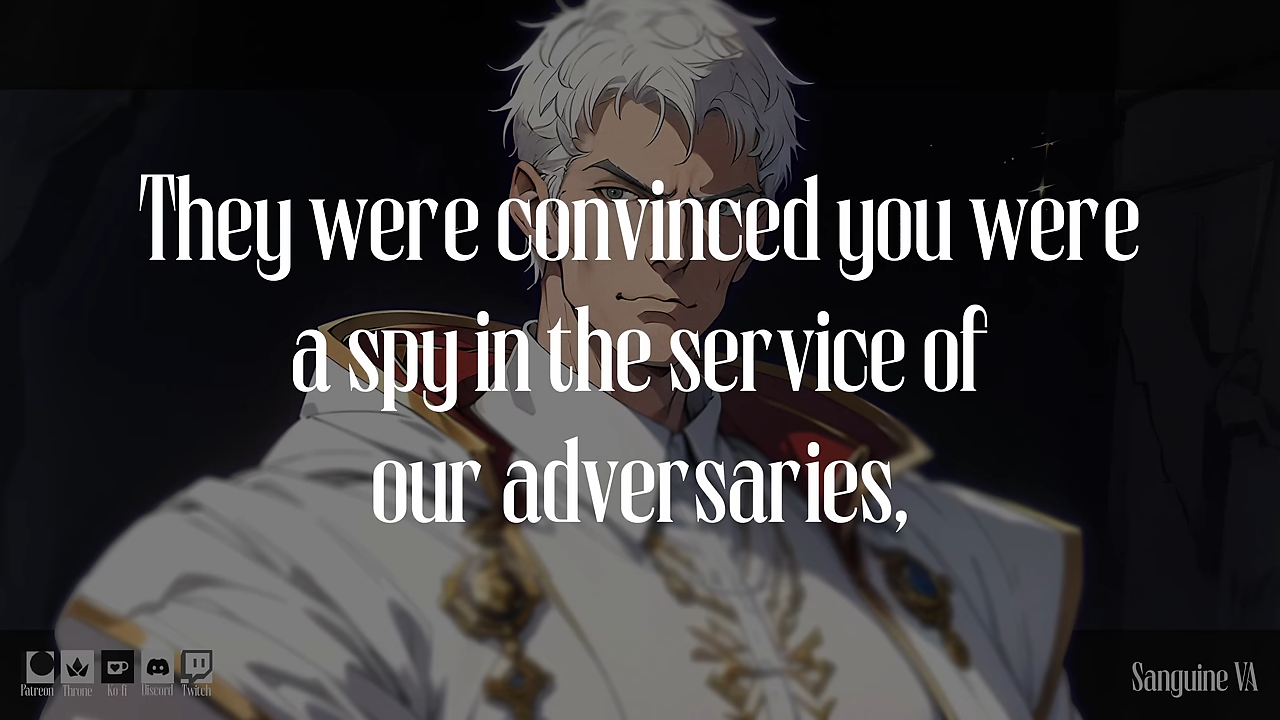 They were convinced you were
a spy in the service of
our adversaries,
Patreon Throne Ko-fi Discord Twitch
Sanguine VA